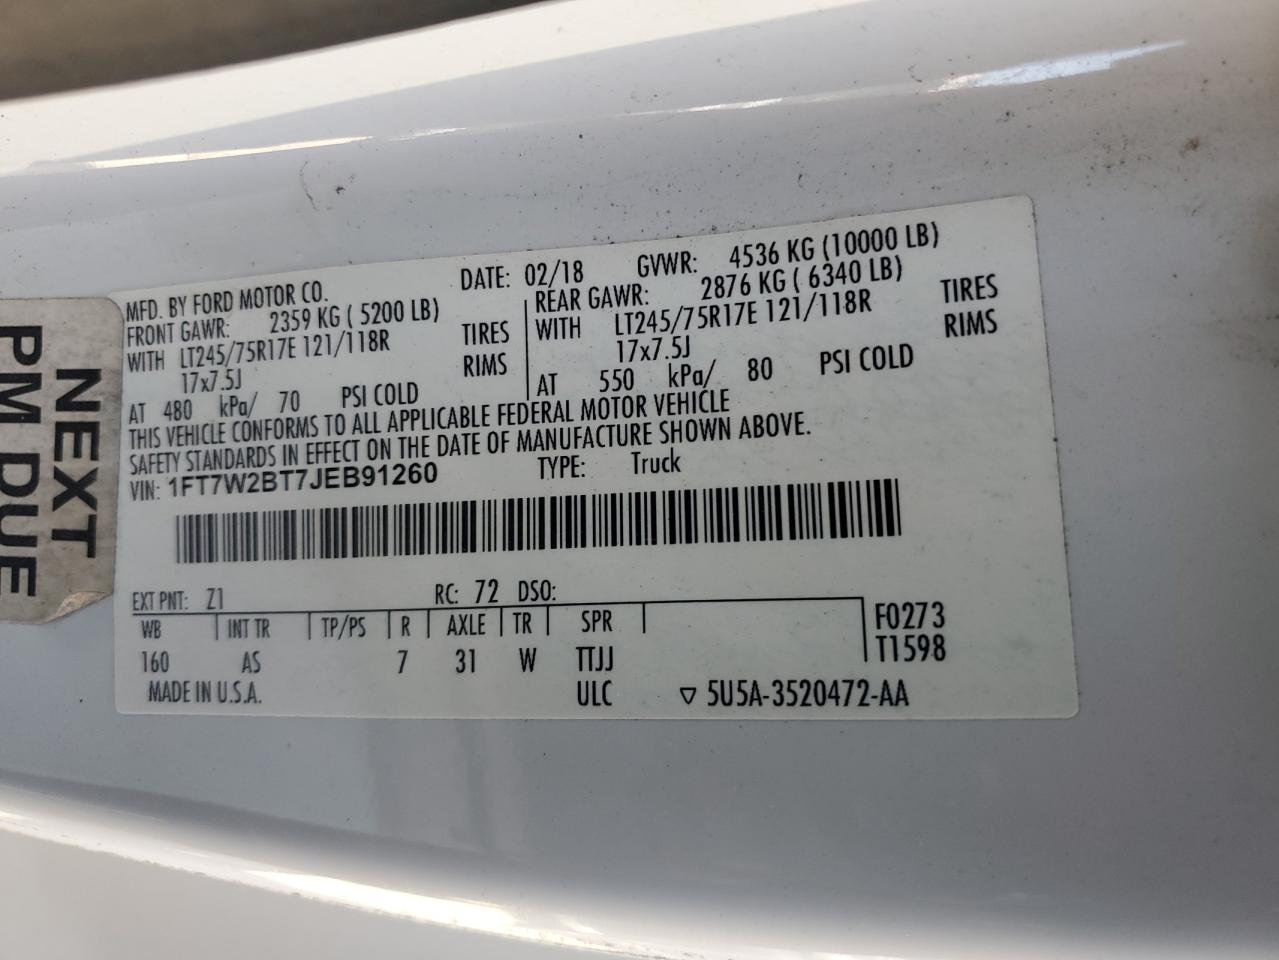 NEXT
PM DUE
MFD. BY FORD MOTOR CO. DATE: 02/18 GVWR: 4536 KG (10000 LB)
FRONT GAWR: 2359 KG ( 5200 LB) REAR GAWR: 2876 KG ( 6340 LB)
WITH LT245/75R17E 121/118R TIRES WITH LT245/75R17E 121/118R TIRES
17x7.5J RIMS 17x7.5J RIMS
AT 480 kPa/ 70 PSI COLD AT 550 kPa/ 80 PSI COLD
THIS VEHICLE CONFORMS TO ALL APPLICABLE FEDERAL MOTOR VEHICLE
SAFETY STANDARDS IN EFFECT ON THE DATE OF MANUFACTURE SHOWN ABOVE.
VIN: 1FT7W2BT7JEB91260 TYPE: Truck
EXT PNT: Z1 RC: 72 DSO:
WB INT TR TP/PS R AXLE TR SPR F0273
160 AS 7 31 W TTJJ T1598
MADE IN U.S.A. ULC ▽ 5U5A-3520472-AA